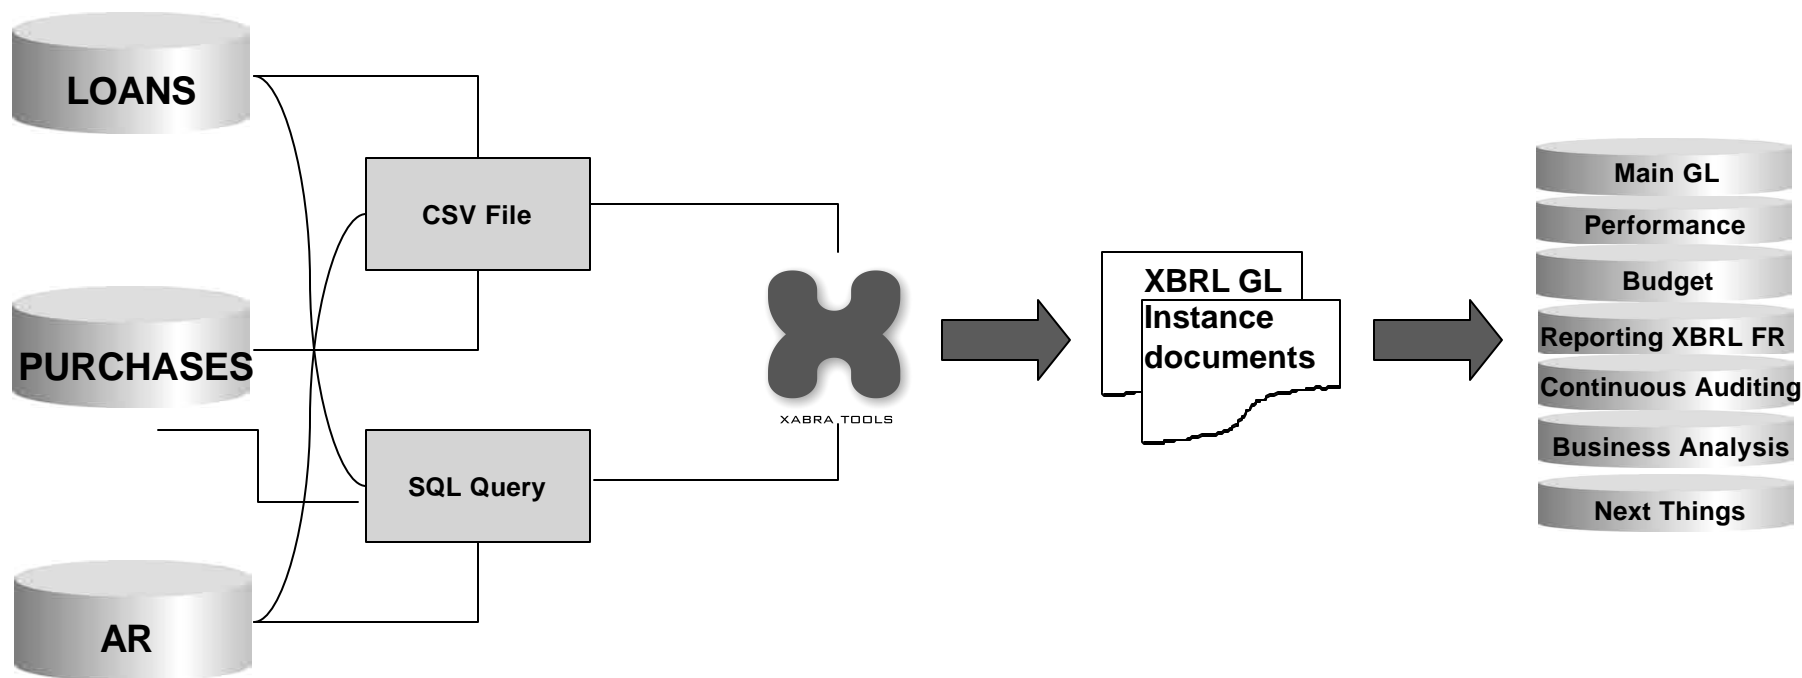 LOANS
PURCHASES
AR
CSV File
SQL Query
XABRA TOOLS
XBRL GL
Instance
documents
Main GL
Performance
Budget
Reporting XBRL FR
Continuous Auditing
Business Analysis
Next Things